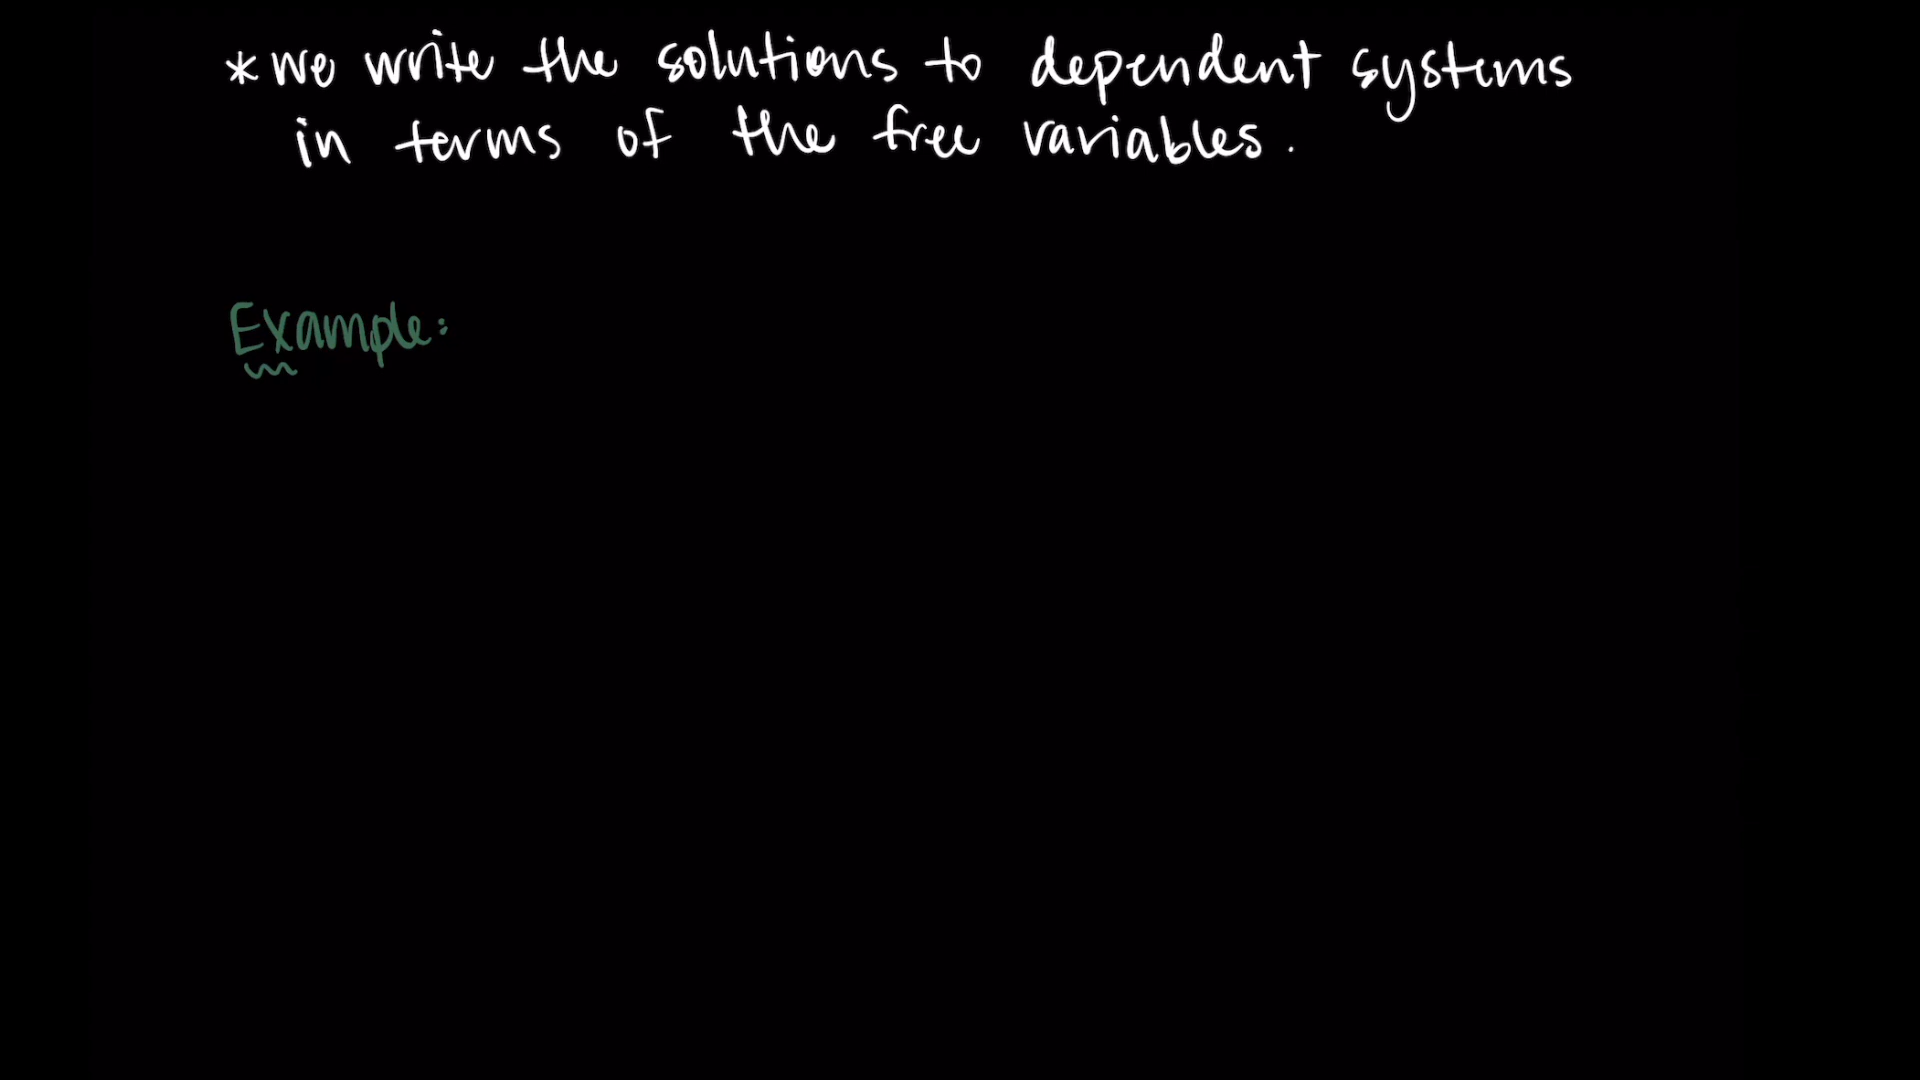 * we write the solutions to dependent systems
in terms of the free variables.
Example: